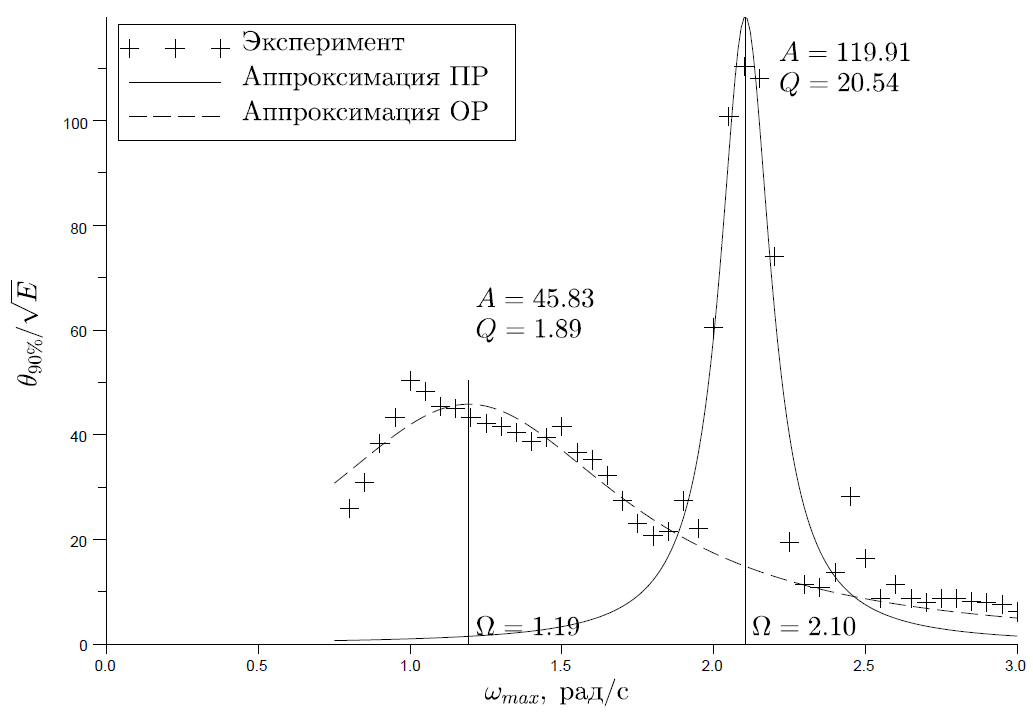 Эксперимент
Аппроксимация ПР
Аппроксимация ОР
A = 119.91
Q = 20.54
A = 45.83
Q = 1.89
Ω = 1.19
Ω = 2.10
θ90%/√E
100
80
60
40
20
0
0.0 0.5 1.0 1.5 2.0 2.5 3.0
ωmax, рад/с